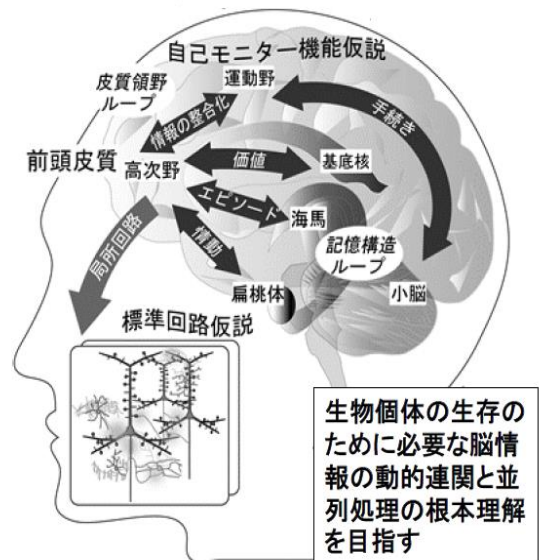 自己モニター機能仮説
皮質領野
ループ
運動野
情報の整合化
手続き
前頭皮質
高次野
価値
基底核
エピソード
海馬
情動
記憶構造
ループ
局所回路
扁桃体
小脳
標準回路仮説
生物個体の生存の
ために必要な脳情
報の動的連関と並
列処理の根本理解
を目指す